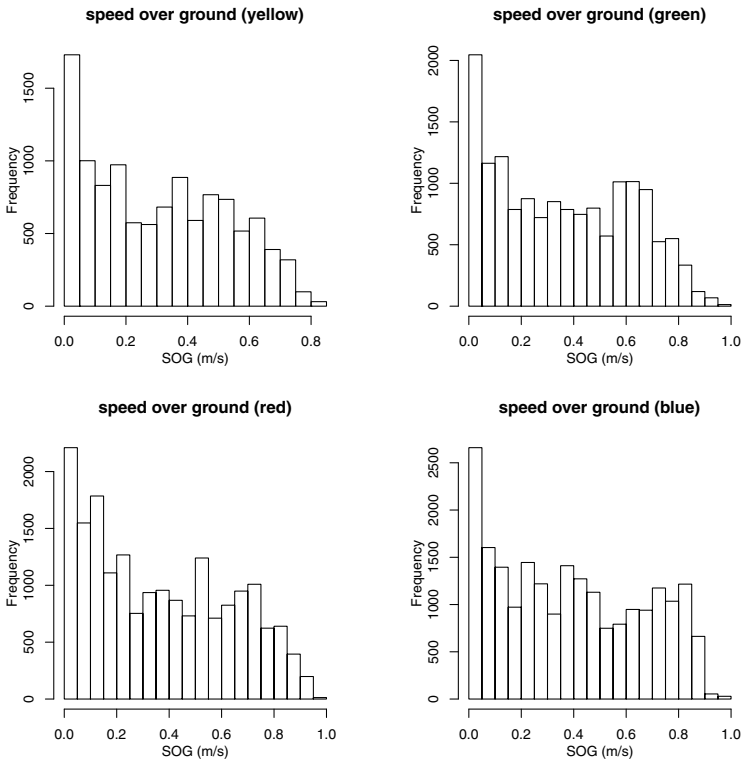 speed over ground (yellow)
Frequency
0 500 1000 1500
0.0 0.2 0.4 0.6 0.8
SOG (m/s)
speed over ground (green)
Frequency
0 500 1000 1500 2000
0.0 0.2 0.4 0.6 0.8 1.0
SOG (m/s)
speed over ground (red)
Frequency
0 500 1000 1500 2000
0.0 0.2 0.4 0.6 0.8 1.0
SOG (m/s)
speed over ground (blue)
Frequency
0 500 1000 1500 2000 2500
0.0 0.2 0.4 0.6 0.8 1.0
SOG (m/s)